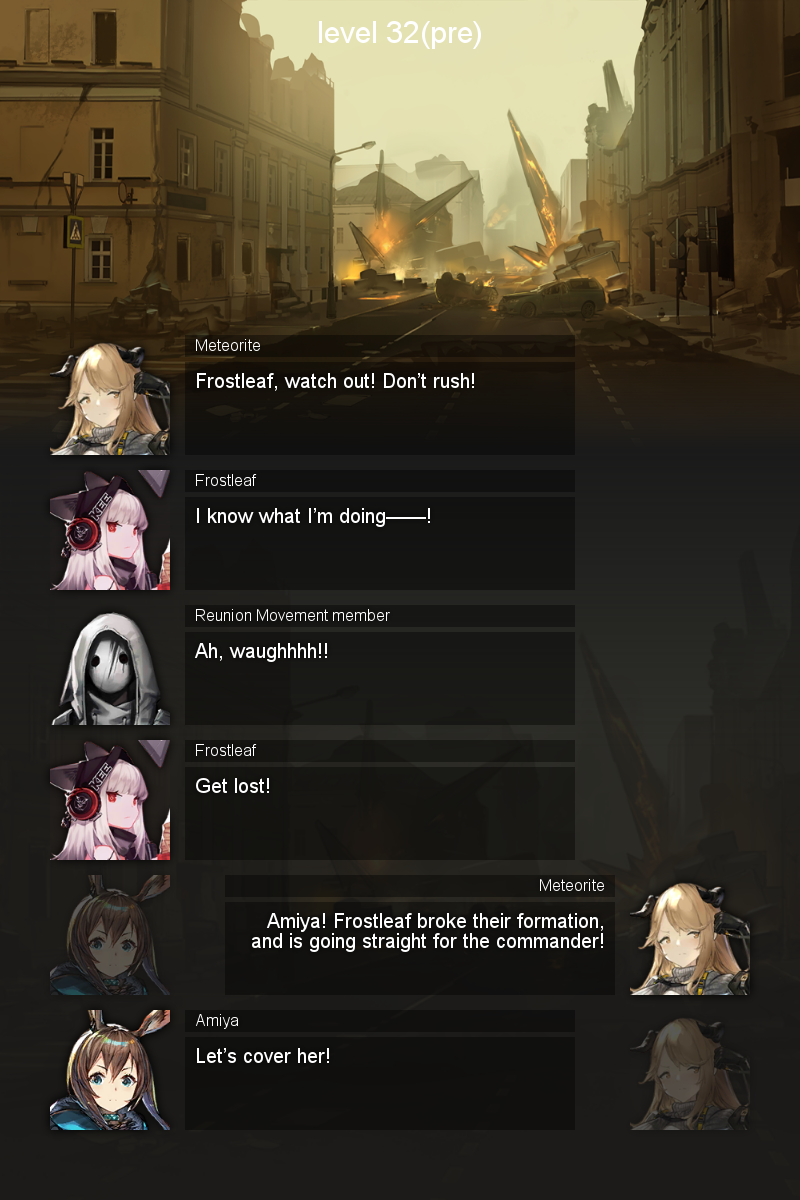 level 32(pre)
Meteorite
Frostleaf, watch out! Don't rush!
Frostleaf
I know what I'm doing——!
KEE
Reunion Movement member
Ah, waughhhh!!
Frostleaf
Get lost!
KEE
Meteorite
Amiya! Frostleaf broke their formation,
and is going straight for the commander!
Amiya
Let's cover her!